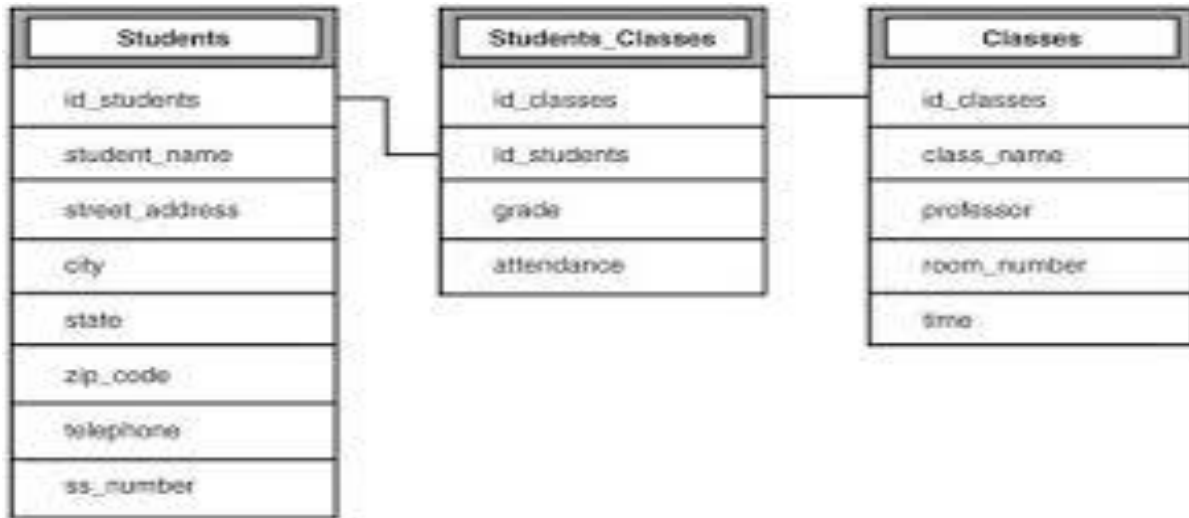 Students
id_students
student_name
street_address
city
state
zip_code
telephone
ss_number
Students_Classes
id_classes
id_students
grade
attendance
Classes
id_classes
class_name
professor
room_number
time